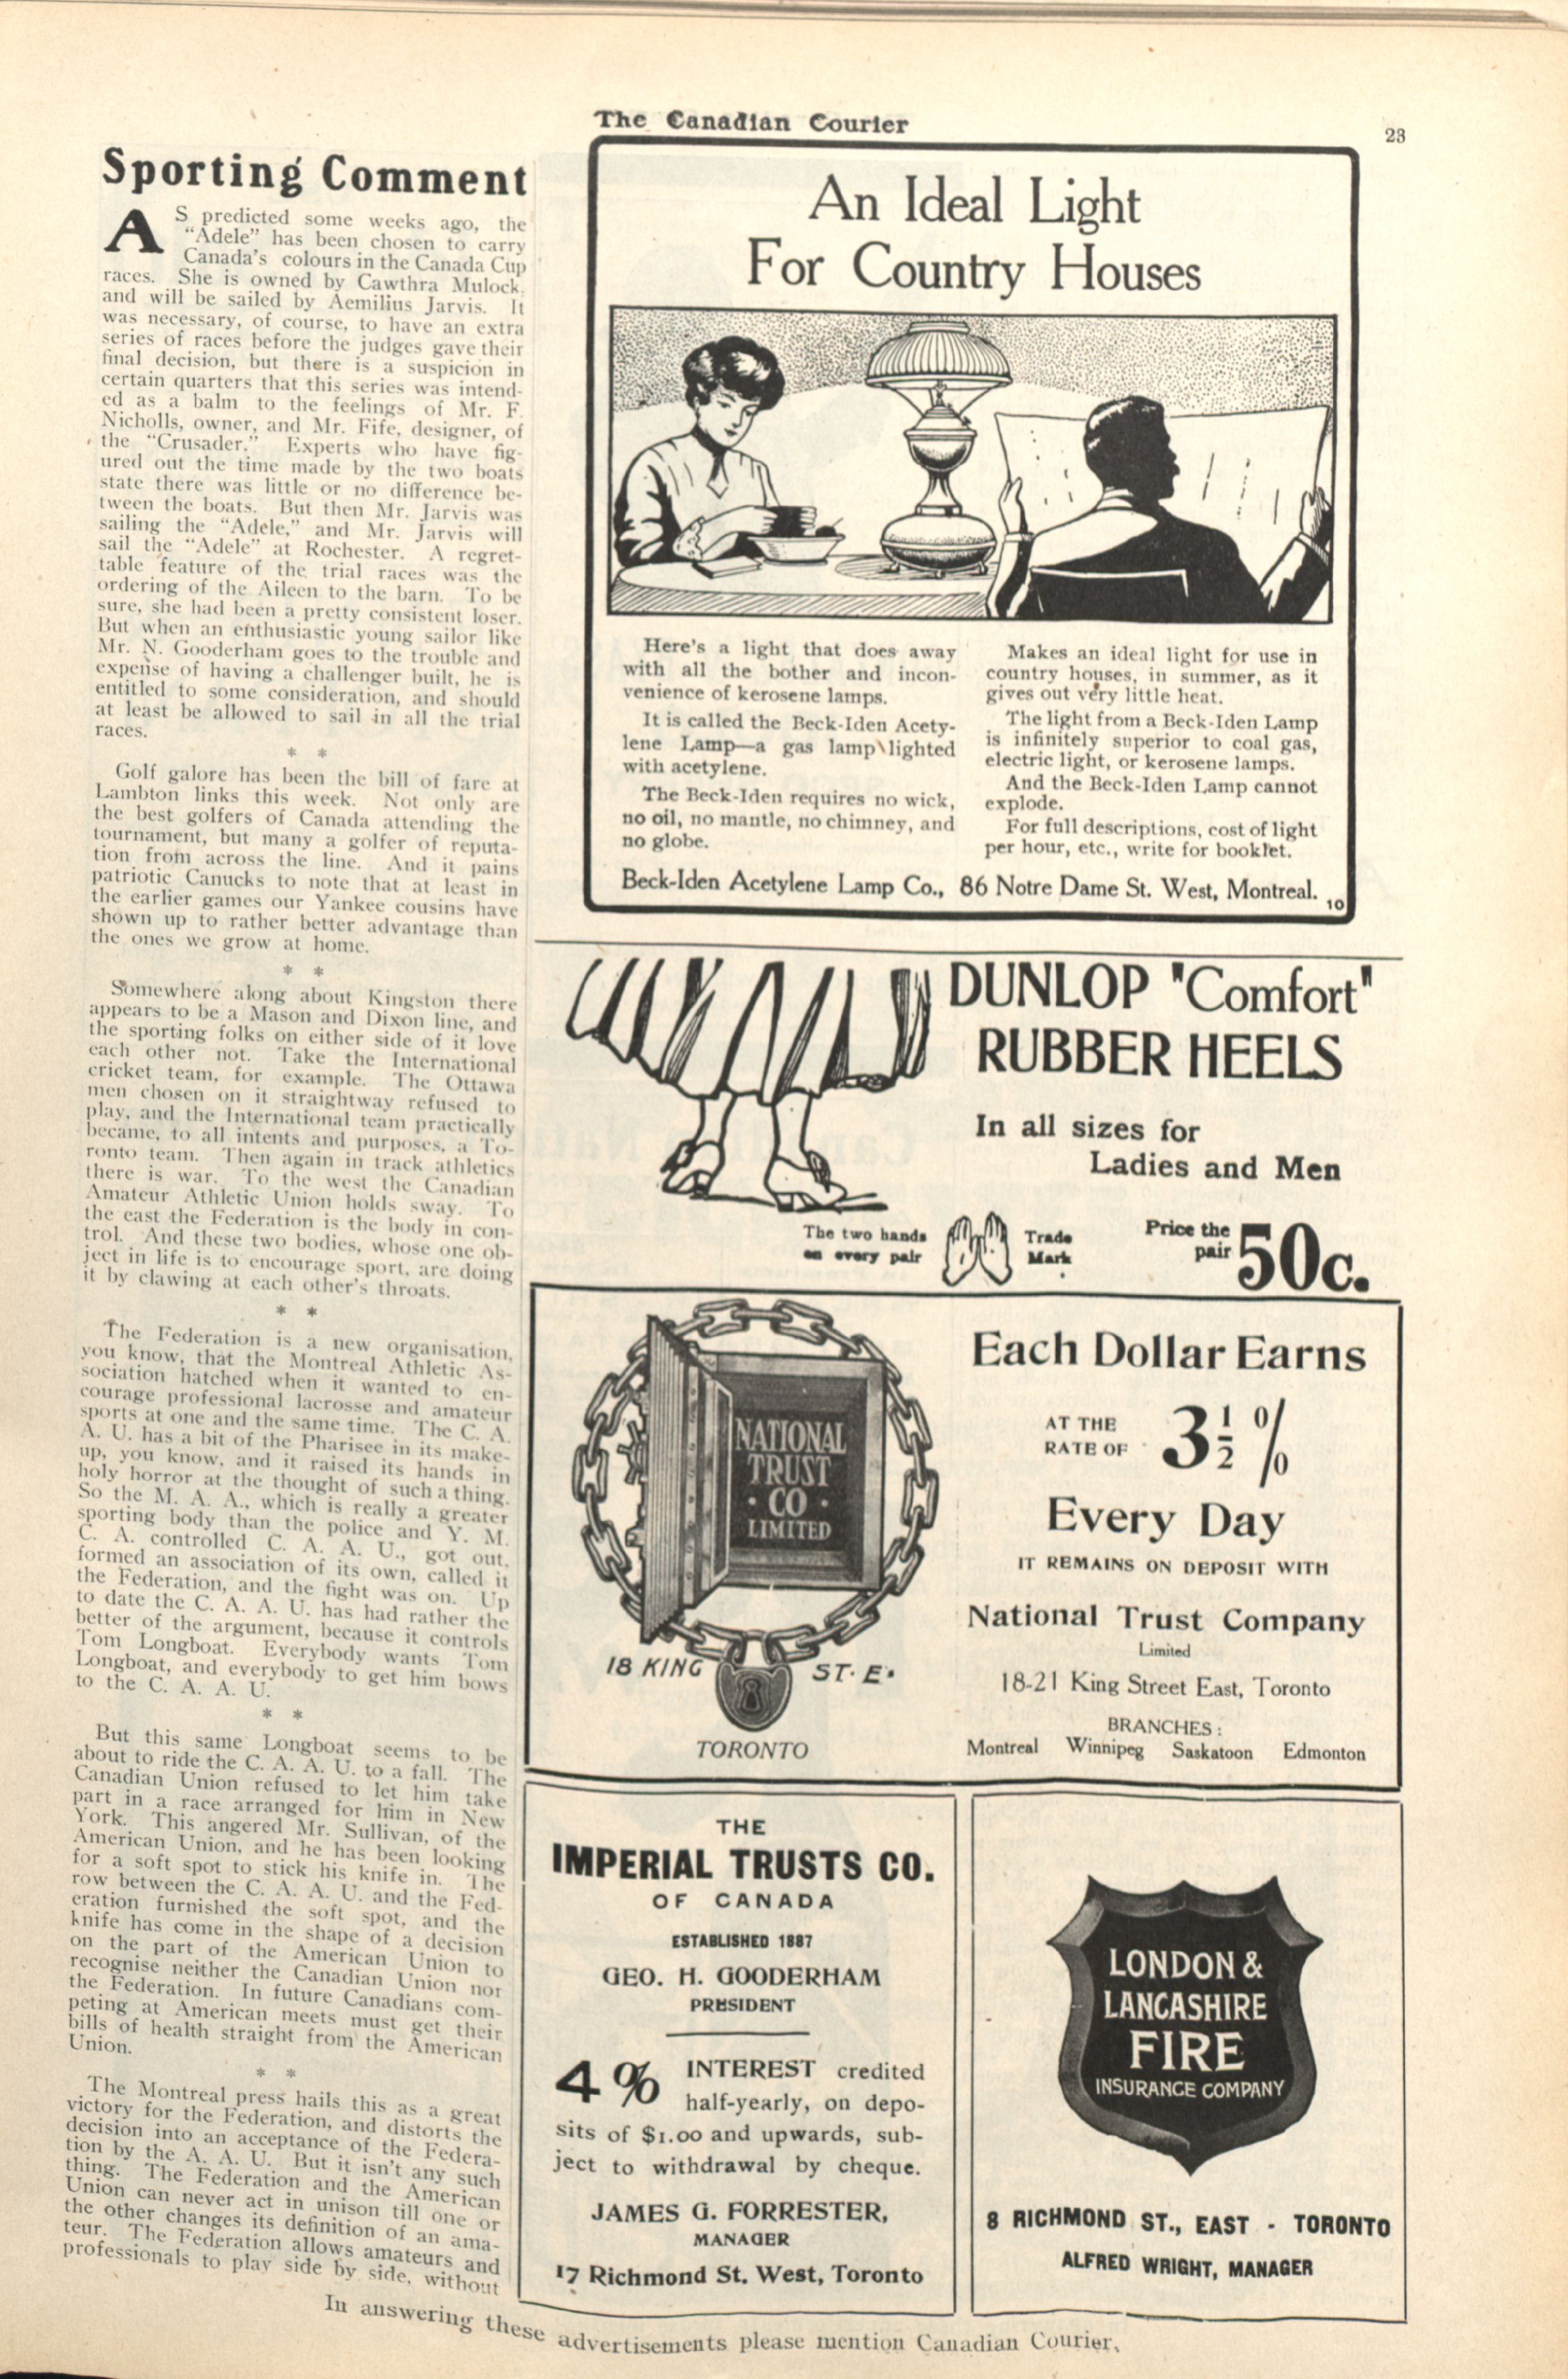 The Canadian Courier
23
Sporting Comment
AS predicted some weeks ago, the
"Adele" has been chosen to carry
Canada's colours in the Canada Cup
races. She is owned by Cawthra Mulock,
and will be sailed by Aemilius Jarvis. It
was necessary, of course, to have an extra
series of races before the judges gave their
final decision, but there is a suspicion in
certain quarters that this series was intend-
ed as a balm to the feelings of Mr. F.
Nicholls, owner, and Mr. Fife, designer, of
the "Crusader." Experts who have fig-
ured out the time made by the two boats
state there was little or no difference be-
tween the boats. But then Mr. Jarvis was
sailing the "Adele," and Mr. Jarvis will
sail the "Adele" at Rochester. A regret-
table feature of the trial races was the
ordering of the Aileen to the barn. To be
sure, she had been a pretty consistent loser.
But when an enthusiastic young sailor like
Mr. N. Gooderham goes to the trouble and
expense of having a challenger built, he is
entitled to some consideration, and should
at least be allowed to sail in all the trial
races.
* *
Golf galore has been the bill of fare at
Lambton links this week. Not only are
the best golfers of Canada attending the
tournament, but many a golfer of reputa-
tion from across the line. And it pains
patriotic Canucks to note that at least in
the earlier games our Yankee cousins have
shown up to rather better advantage than
the ones we grow at home.
* *
Somewhere along about Kingston there
appears to be a Mason and Dixon line, and
the sporting folks on either side of it love
each other not. Take the International
cricket team, for example. The Ottawa
men chosen on it straightway refused to
play, and the International team practically
became, to all intents and purposes, a To-
ronto team. Then again in track athletics
there is war. To the west the Canadian
Amateur Athletic Union holds sway. To
the east the Federation is the body in con-
trol. And these two bodies, whose one ob-
ject in life is to encourage sport, are doing
it by clawing at each other's throats.
* *
The Federation is a new organisation,
you know, that the Montreal Athletic As-
sociation hatched when it wanted to en-
courage professional lacrosse and amateur
sports at one and the same time. The C. A.
A. U. has a bit of the Pharisee in its make-
up, you know, and it raised its hands in
holy horror at the thought of such a thing.
So the M. A. A., which is really a greater
sporting body than the police and Y. M.
C. A. controlled C. A. A. U., got out,
formed an association of its own, called it
the Federation, and the fight was on. Up
to date the C. A. A. U. has had rather the
better of the argument, because it controls
Tom Longboat. Everybody wants Tom
Longboat, and everybody to get him bows
to the C. A. A. U.
* *
But this same Longboat seems to be
about to ride the C. A. A. U. to a fall. The
Canadian Union refused to let him take
part in a race arranged for him in New
York. This angered Mr. Sullivan, of the
American Union, and he has been looking
for a soft spot to stick his knife in. The
row between the C. A. A. U. and the Fed-
eration furnished the soft spot, and the
knife has come in the shape of a decision
on the part of the American Union to
recognise neither the Canadian Union nor
the Federation. In future Canadians com-
peting at American meets must get their
bills of health straight from the American
Union.
* *
The Montreal press hails this as a great
victory for the Federation, and distorts the
decision into an acceptance of the Federa-
tion by the A. A. U. But it isn't any such
thing. The Federation and the American
Union can never act in unison till one or
the other changes its definition of an ama-
teur. The Federation allows amateurs and
professionals to play side by side, without
An Ideal Light
For Country Houses
Here's a light that does away
with all the bother and incon-
venience of kerosene lamps.
It is called the Beck-Iden Acety-
lene Lamp—a gas lamp lighted
with acetylene.
The Beck-Iden requires no wick,
no oil, no mantle, no chimney, and
no globe.
Makes an ideal light for use in
country houses, in summer, as it
gives out very little heat.
The light from a Beck-Iden Lamp
is infinitely superior to coal gas,
electric light, or kerosene lamps.
And the Beck-Iden Lamp cannot
explode.
For full descriptions, cost of light
per hour, etc., write for booklet.
Beck-Iden Acetylene Lamp Co., 86 Notre Dame St. West, Montreal.
10
DUNLOP "Comfort"
RUBBER HEELS
In all sizes for
Ladies and Men
The two hands
on every pair
Trade
Mark
Price the
pair 50c.
NATIONAL
TRUST
· CO ·
LIMITED
18 KING ST. E.
TORONTO
Each Dollar Earns
AT THE
RATE OF 3½%
Every Day
IT REMAINS ON DEPOSIT WITH
National Trust Company
Limited
18-21 King Street East, Toronto
BRANCHES:
Montreal Winnipeg Saskatoon Edmonton
THE
IMPERIAL TRUSTS CO.
OF CANADA
ESTABLISHED 1887
GEO. H. GOODERHAM
PRESIDENT
4% INTEREST credited
half-yearly, on depo-
sits of $1.00 and upwards, sub-
ject to withdrawal by cheque.
JAMES G. FORRESTER,
MANAGER
17 Richmond St. West, Toronto
LONDON &
LANCASHIRE
FIRE
INSURANCE COMPANY
8 RICHMOND ST., EAST - TORONTO
ALFRED WRIGHT, MANAGER
In answering these advertisements please mention Canadian Courier.